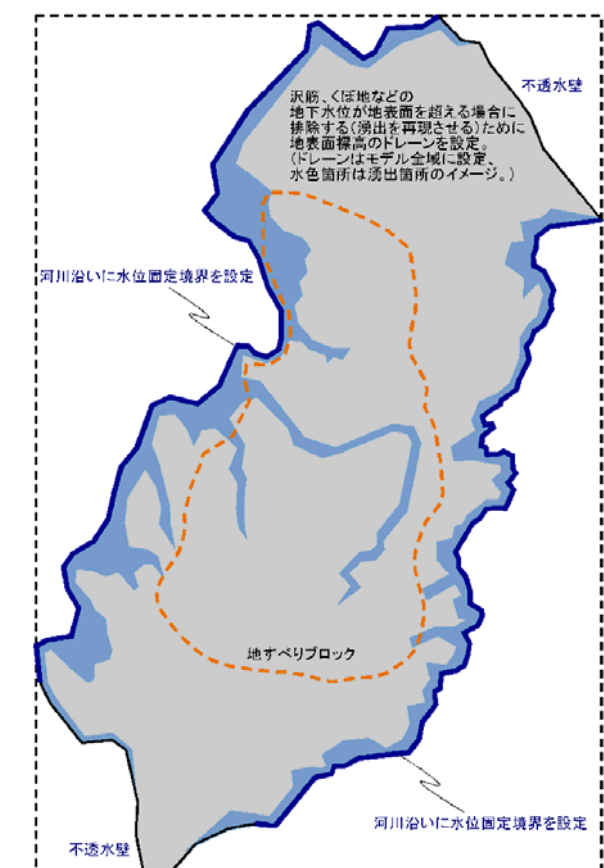 不透水壁
沢筋、くぼ地などの
地下水位が地表面を超える場合に
排除する(湧出を再現させる)ために
地表面標高のドレーンを設定。
(ドレーンはモデル全域に設定、
水色箇所は湧出箇所のイメージ。)
河川沿いに水位固定境界を設定
地すべりブロック
河川沿いに水位固定境界を設定
不透水壁